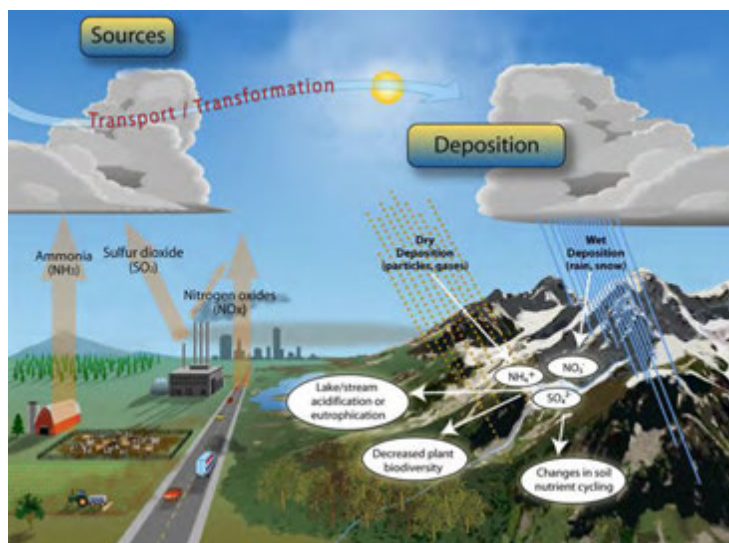 Sources
Transport / Transformation
Deposition
Ammonia
(NH₃)
Sulfur dioxide
(SO₂)
Nitrogen oxides
(NOx)
Dry
Deposition
(particles, gases)
Wet
Deposition
(rain, snow)
NH₄⁺
NO₃⁻
SO₄²⁻
Lake/stream
acidification or
eutrophication
Decreased plant
biodiversity
Changes in soil
nutrient cycling